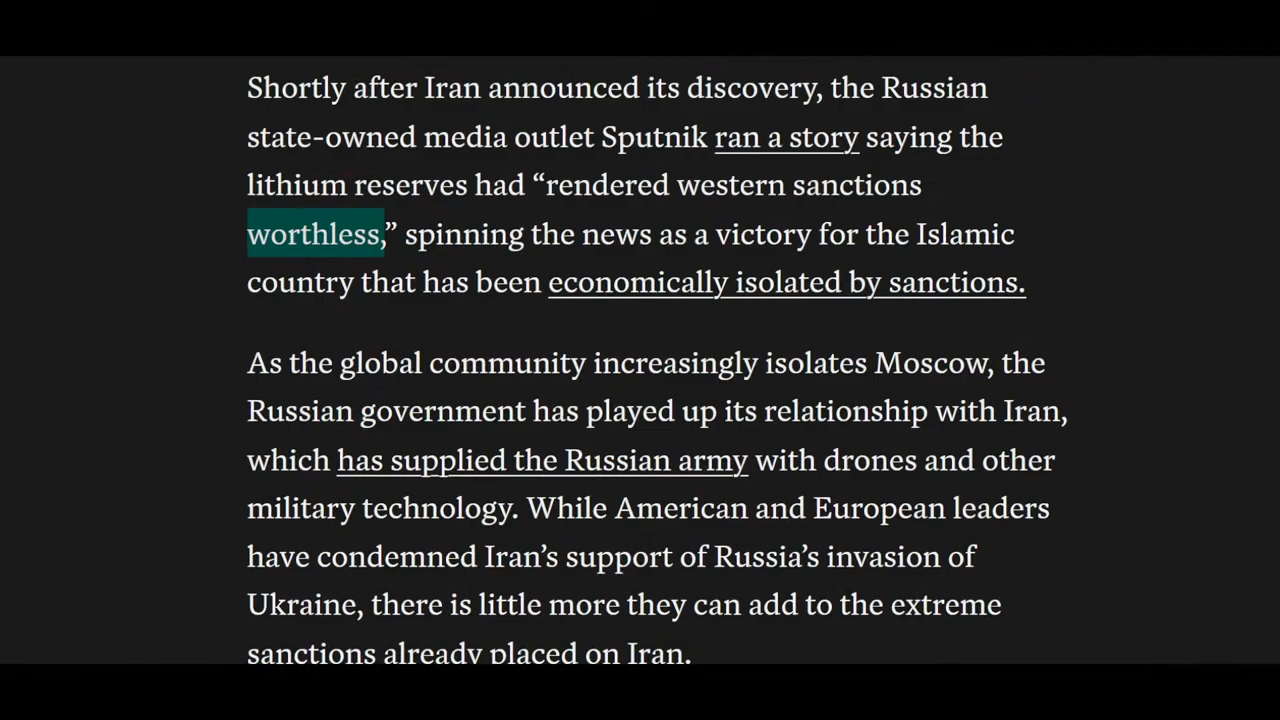 Shortly after Iran announced its discovery, the Russian
state-owned media outlet Sputnik ran a story saying the
lithium reserves had “rendered western sanctions
worthless,” spinning the news as a victory for the Islamic
country that has been economically isolated by sanctions.
As the global community increasingly isolates Moscow, the
Russian government has played up its relationship with Iran,
which has supplied the Russian army with drones and other
military technology. While American and European leaders
have condemned Iran’s support of Russia’s invasion of
Ukraine, there is little more they can add to the extreme
sanctions already placed on Iran.